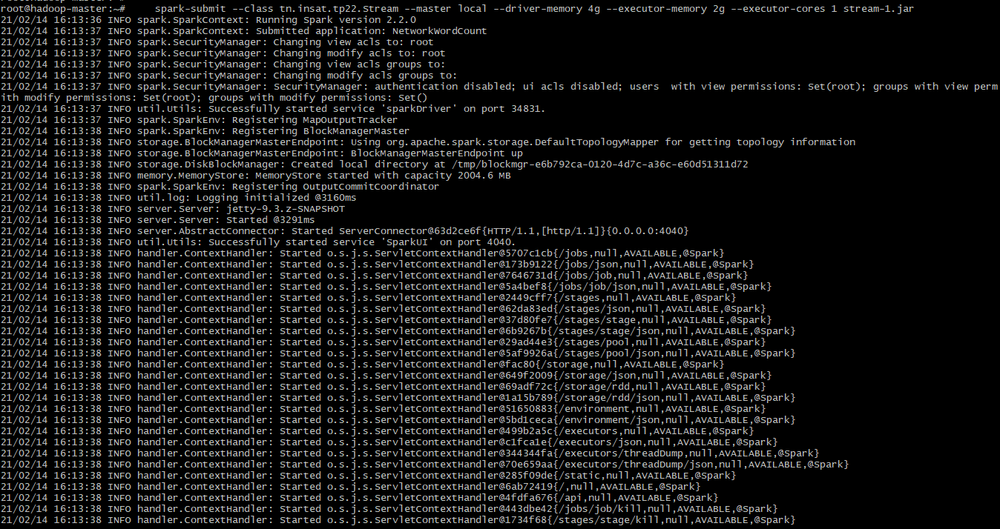 root@hadoop-master:~#     spark-submit --class tn.insat.tp22.Stream --master local --driver-memory 4g --executor-memory 2g --executor-cores 1 stream-1.jar
21/02/14 16:13:36 INFO spark.SparkContext: Running Spark version 2.2.0
21/02/14 16:13:37 INFO spark.SparkContext: Submitted application: NetworkWordCount
21/02/14 16:13:37 INFO spark.SecurityManager: Changing view acls to: root
21/02/14 16:13:37 INFO spark.SecurityManager: Changing modify acls to: root
21/02/14 16:13:37 INFO spark.SecurityManager: Changing view acls groups to:
21/02/14 16:13:37 INFO spark.SecurityManager: Changing modify acls groups to:
21/02/14 16:13:37 INFO spark.SecurityManager: SecurityManager: authentication disabled; ui acls disabled; users  with view permissions: Set(root); groups with view perm
ith modify permissions: Set(root); groups with modify permissions: Set()
21/02/14 16:13:37 INFO util.Utils: Successfully started service 'sparkDriver' on port 34831.
21/02/14 16:13:37 INFO spark.SparkEnv: Registering MapOutputTracker
21/02/14 16:13:38 INFO spark.SparkEnv: Registering BlockManagerMaster
21/02/14 16:13:38 INFO storage.BlockManagerMasterEndpoint: Using org.apache.spark.storage.DefaultTopologyMapper for getting topology information
21/02/14 16:13:38 INFO storage.BlockManagerMasterEndpoint: BlockManagerMasterEndpoint up
21/02/14 16:13:38 INFO storage.DiskBlockManager: Created local directory at /tmp/blockmgr-e6b792ca-0120-4d7c-a36c-e60d51311d72
21/02/14 16:13:38 INFO memory.MemoryStore: MemoryStore started with capacity 2004.6 MB
21/02/14 16:13:38 INFO spark.SparkEnv: Registering OutputCommitCoordinator
21/02/14 16:13:38 INFO util.log: Logging initialized @3160ms
21/02/14 16:13:38 INFO server.Server: jetty-9.3.z-SNAPSHOT
21/02/14 16:13:38 INFO server.Server: Started @3291ms
21/02/14 16:13:38 INFO server.AbstractConnector: Started ServerConnector@63d2ce6f{HTTP/1.1,[http/1.1]}{0.0.0.0:4040}
21/02/14 16:13:38 INFO util.Utils: Successfully started service 'SparkUI' on port 4040.
21/02/14 16:13:38 INFO handler.ContextHandler: Started o.s.j.s.ServletContextHandler@5707c1cb{/jobs,null,AVAILABLE,@Spark}
21/02/14 16:13:38 INFO handler.ContextHandler: Started o.s.j.s.ServletContextHandler@173b9122{/jobs/json,null,AVAILABLE,@Spark}
21/02/14 16:13:38 INFO handler.ContextHandler: Started o.s.j.s.ServletContextHandler@7646731d{/jobs/job,null,AVAILABLE,@Spark}
21/02/14 16:13:38 INFO handler.ContextHandler: Started o.s.j.s.ServletContextHandler@5a4bef8{/jobs/job/json,null,AVAILABLE,@Spark}
21/02/14 16:13:38 INFO handler.ContextHandler: Started o.s.j.s.ServletContextHandler@2449cff7{/stages,null,AVAILABLE,@Spark}
21/02/14 16:13:38 INFO handler.ContextHandler: Started o.s.j.s.ServletContextHandler@62da83ed{/stages/json,null,AVAILABLE,@Spark}
21/02/14 16:13:38 INFO handler.ContextHandler: Started o.s.j.s.ServletContextHandler@37d80fe7{/stages/stage,null,AVAILABLE,@Spark}
21/02/14 16:13:38 INFO handler.ContextHandler: Started o.s.j.s.ServletContextHandler@6b9267b{/stages/stage/json,null,AVAILABLE,@Spark}
21/02/14 16:13:38 INFO handler.ContextHandler: Started o.s.j.s.ServletContextHandler@29ad44e3{/stages/pool,null,AVAILABLE,@Spark}
21/02/14 16:13:38 INFO handler.ContextHandler: Started o.s.j.s.ServletContextHandler@5af9926a{/stages/pool/json,null,AVAILABLE,@Spark}
21/02/14 16:13:38 INFO handler.ContextHandler: Started o.s.j.s.ServletContextHandler@fac80{/storage,null,AVAILABLE,@Spark}
21/02/14 16:13:38 INFO handler.ContextHandler: Started o.s.j.s.ServletContextHandler@649f2009{/storage/json,null,AVAILABLE,@Spark}
21/02/14 16:13:38 INFO handler.ContextHandler: Started o.s.j.s.ServletContextHandler@69adf72c{/storage/rdd,null,AVAILABLE,@Spark}
21/02/14 16:13:38 INFO handler.ContextHandler: Started o.s.j.s.ServletContextHandler@1a15b789{/storage/rdd/json,null,AVAILABLE,@Spark}
21/02/14 16:13:38 INFO handler.ContextHandler: Started o.s.j.s.ServletContextHandler@51650883{/environment,null,AVAILABLE,@Spark}
21/02/14 16:13:38 INFO handler.ContextHandler: Started o.s.j.s.ServletContextHandler@5bd1ceca{/environment/json,null,AVAILABLE,@Spark}
21/02/14 16:13:38 INFO handler.ContextHandler: Started o.s.j.s.ServletContextHandler@499b2a5c{/executors,null,AVAILABLE,@Spark}
21/02/14 16:13:38 INFO handler.ContextHandler: Started o.s.j.s.ServletContextHandler@c1fca1e{/executors/json,null,AVAILABLE,@Spark}
21/02/14 16:13:38 INFO handler.ContextHandler: Started o.s.j.s.ServletContextHandler@344344fa{/executors/threadDump,null,AVAILABLE,@Spark}
21/02/14 16:13:38 INFO handler.ContextHandler: Started o.s.j.s.ServletContextHandler@70e659aa{/executors/threadDump/json,null,AVAILABLE,@Spark}
21/02/14 16:13:38 INFO handler.ContextHandler: Started o.s.j.s.ServletContextHandler@285f09de{/static,null,AVAILABLE,@Spark}
21/02/14 16:13:38 INFO handler.ContextHandler: Started o.s.j.s.ServletContextHandler@6ab72419{/,null,AVAILABLE,@Spark}
21/02/14 16:13:38 INFO handler.ContextHandler: Started o.s.j.s.ServletContextHandler@4fdfa676{/api,null,AVAILABLE,@Spark}
21/02/14 16:13:38 INFO handler.ContextHandler: Started o.s.j.s.ServletContextHandler@443dbe42{/jobs/job/kill,null,AVAILABLE,@Spark}
21/02/14 16:13:38 INFO handler.ContextHandler: Started o.s.j.s.ServletContextHandler@1734f68{/stages/stage/kill,null,AVAILABLE,@Spark}